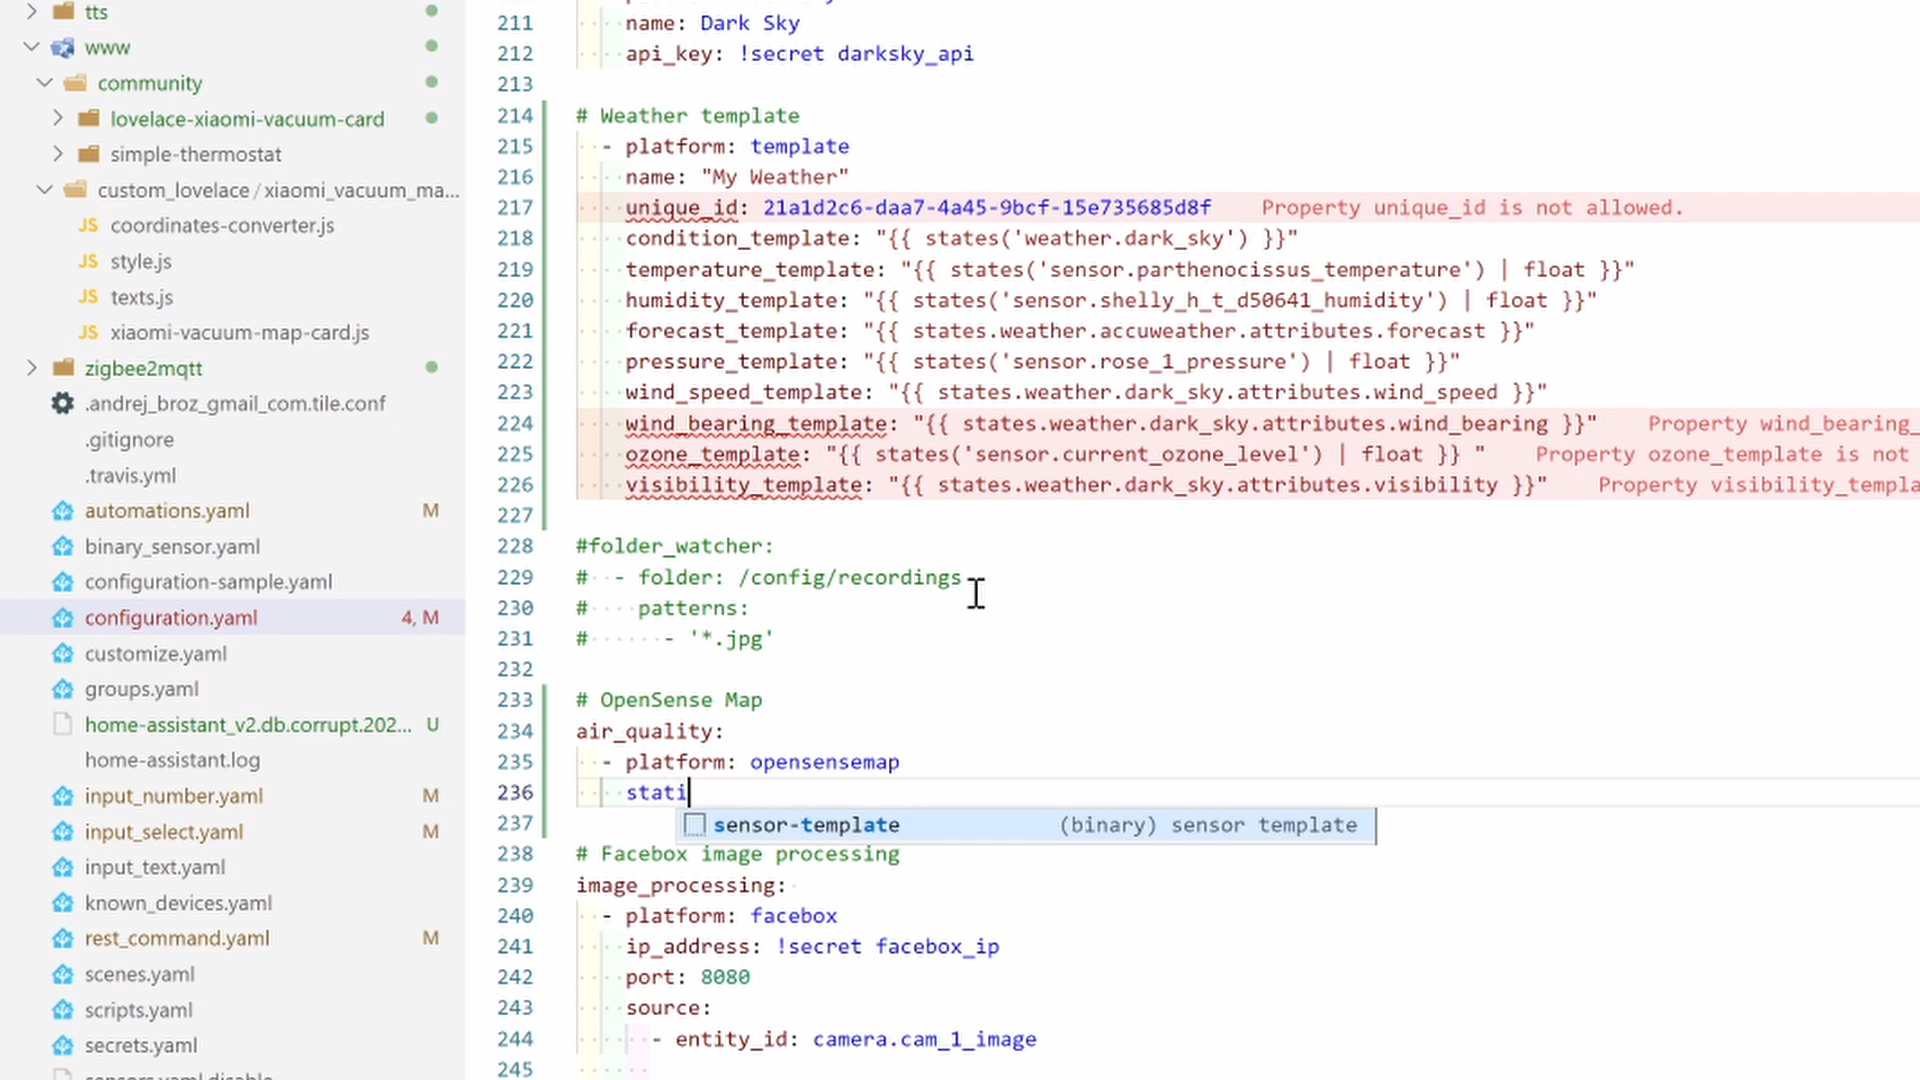 tts
www
community
lovelace-xiaomi-vacuum-card
simple-thermostat
custom_lovelace / xiaomi_vacuum_ma...
JS coordinates-converter.js
JS style.js
JS texts.js
JS xiaomi-vacuum-map-card.js
zigbee2mqtt
.andrej_broz_gmail_com.tile.conf
.gitignore
.travis.yml
automations.yaml M
binary_sensor.yaml
configuration-sample.yaml
configuration.yaml 4, M
customize.yaml
groups.yaml
home-assistant_v2.db.corrupt.202... U
home-assistant.log
input_number.yaml M
input_select.yaml M
input_text.yaml
known_devices.yaml
rest_command.yaml M
scenes.yaml
scripts.yaml
secrets.yaml
211 name: Dark Sky
212 api_key: !secret darksky_api
213
214 # Weather template
215 - platform: template
216 name: "My Weather"
217 unique_id: 21a1d2c6-daa7-4a45-9bcf-15e735685d8f Property unique_id is not allowed.
218 condition_template: "{{ states('weather.dark_sky') }}"
219 temperature_template: "{{ states('sensor.parthenocissus_temperature') | float }}"
220 humidity_template: "{{ states('sensor.shelly_h_t_d50641_humidity') | float }}"
221 forecast_template: "{{ states.weather.accuweather.attributes.forecast }}"
222 pressure_template: "{{ states('sensor.rose_1_pressure') | float }}"
223 wind_speed_template: "{{ states.weather.dark_sky.attributes.wind_speed }}"
224 wind_bearing_template: "{{ states.weather.dark_sky.attributes.wind_bearing }}" Property wind_bearing_
225 ozone_template: "{{ states('sensor.current_ozone_level') | float }} " Property ozone_template is not
226 visibility_template: "{{ states.weather.dark_sky.attributes.visibility }}" Property visibility_templa
227
228 #folder_watcher:
229 # - folder: /config/recordings
230 # patterns:
231 # - '*.jpg'
232
233 # OpenSense Map
234 air_quality:
235 - platform: opensensemap
236 stati
237 sensor-template (binary) sensor template
238 # Facebox image processing
239 image_processing:
240 - platform: facebox
241 ip_address: !secret facebox_ip
242 port: 8080
243 source:
244 - entity_id: camera.cam_1_image
245